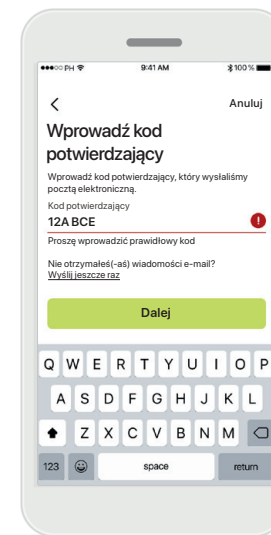 PH 9:41 AM 100%
Anuluj
Wprowadź kod
potwierdzający
Wprowadź kod potwierdzający, który wysłaliśmy
pocztą elektroniczną.
Kod potwierdzający
12A BCE
Proszę wprowadzić prawidłowy kod
Nie otrzymałeś(-aś) wiadomości e-mail?
Wyślij jeszcze raz
Dalej
Q W E R T Y U I O P
A S D F G H J K L
Z X C V B N M
123 space return